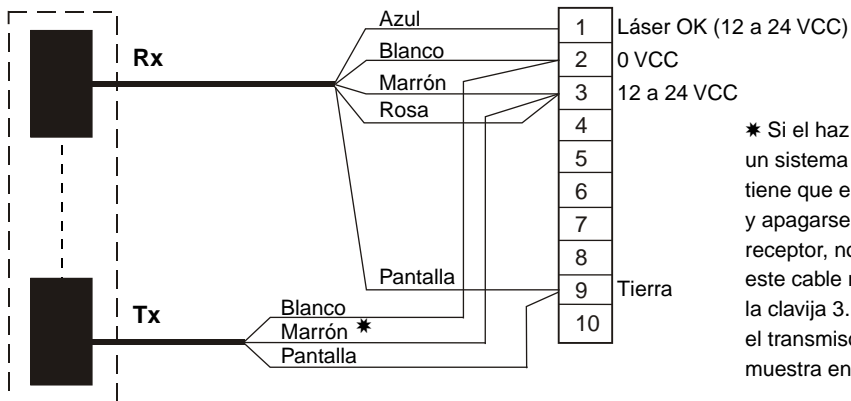 Azul
1 Láser OK (12 a 24 VCC)
Rx
Blanco
2 0 VCC
Marrón
3 12 a 24 VCC
Rosa
4
✷ Si el haz
5
un sistema
6
tiene que e
7
y apagarse
8
receptor, no
este cable
Pantalla
9 Tierra
la clavija 3.
10
el transmiso
muestra en
Tx
Blanco
Marrón ✷
Pantalla